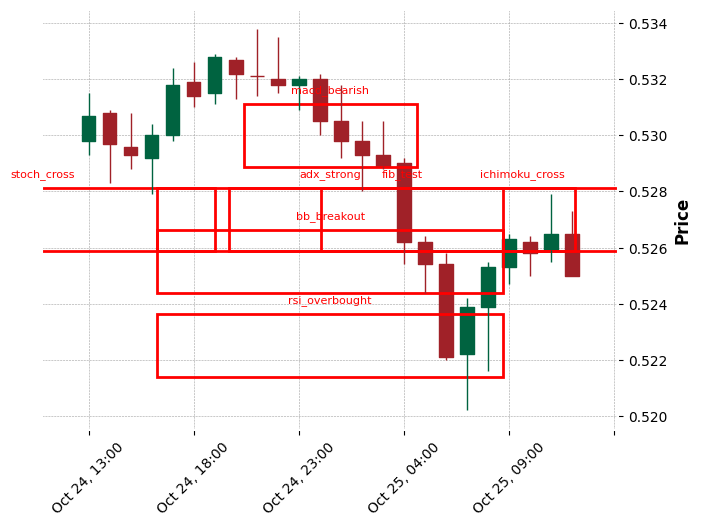 0.534
0.532
macd_bearish
0.530
stoch_cross
adx_strong
ichimoku_cross
0.528
bb_breakout
Price
0.526
rsi_overbought
0.524
0.522
0.520
Oct 24, 13:00
Oct 24, 18:00
Oct 24, 23:00
Oct 25, 04:00
Oct 25, 09:00